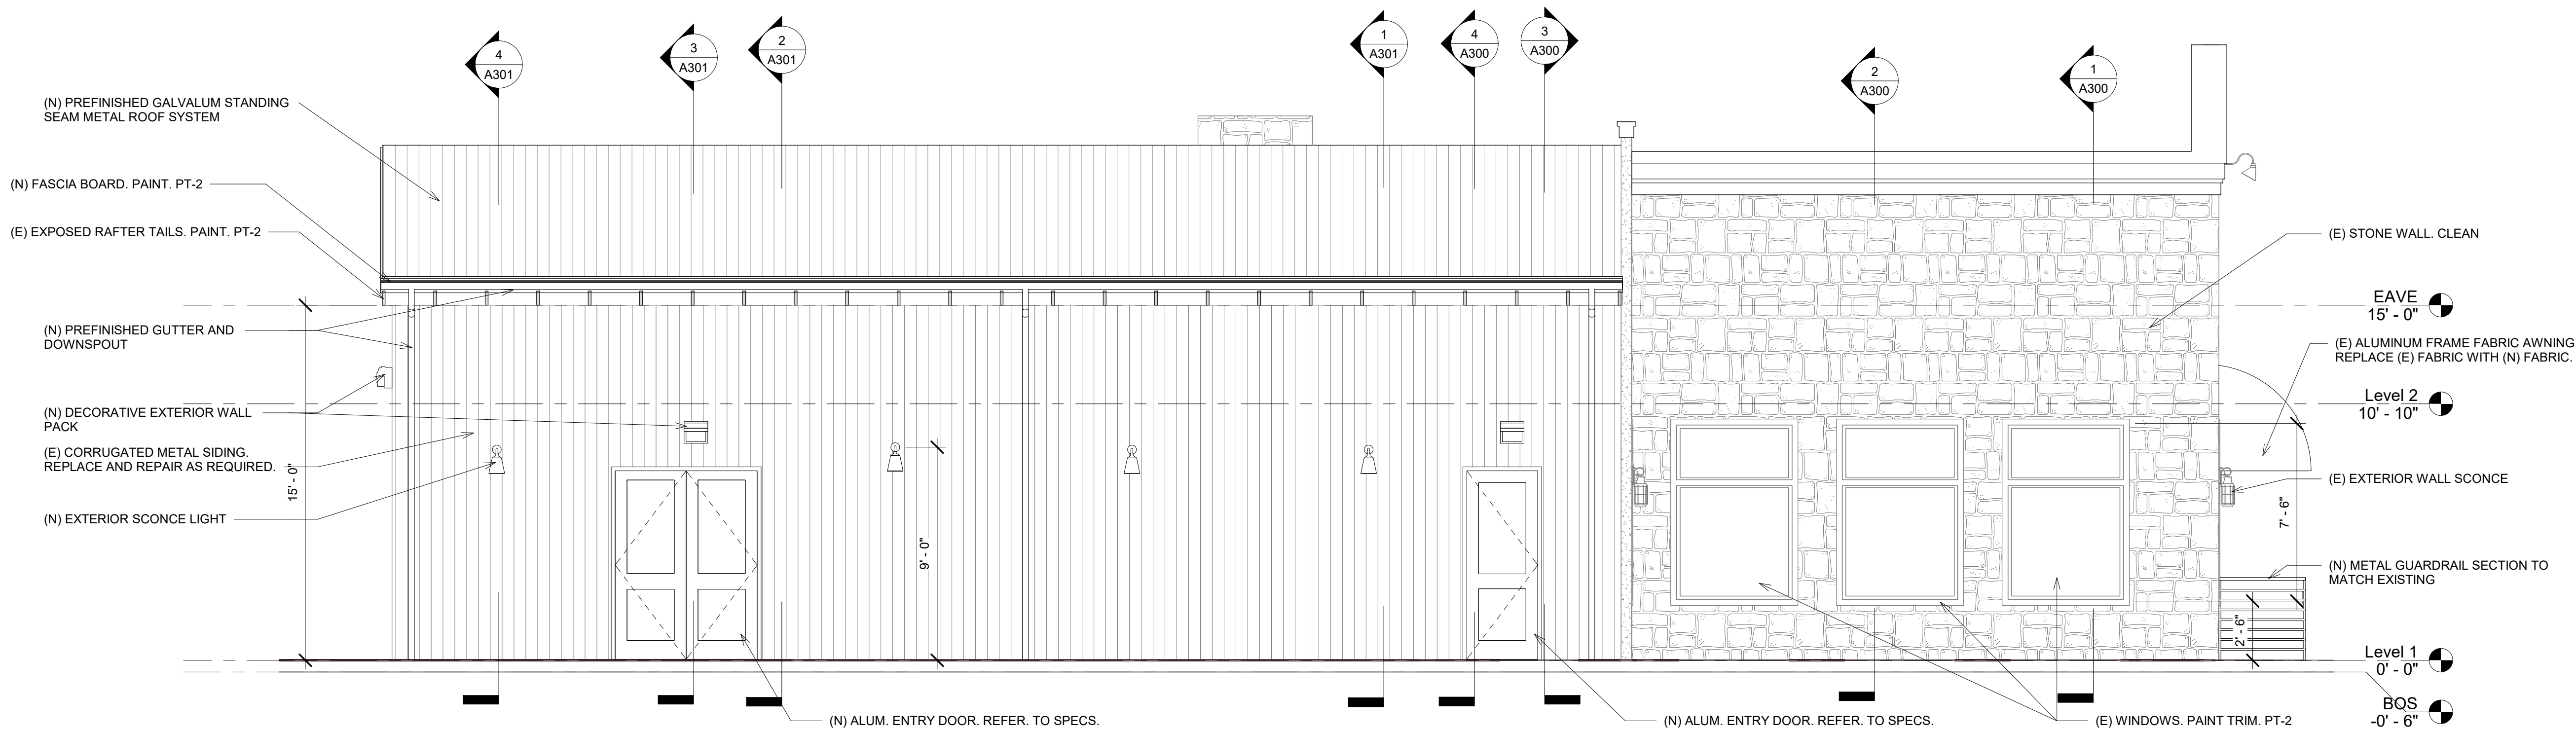 4
A301
3
A301
2
A301
1
A301
4
A300
3
A300
2
A300
1
A300
(N) PREFINISHED GALVALUM STANDING
SEAM METAL ROOF SYSTEM
(N) FASCIA BOARD. PAINT. PT-2
(E) EXPOSED RAFTER TAILS. PAINT. PT-2
(N) PREFINISHED GUTTER AND
DOWNSPOUT
(N) DECORATIVE EXTERIOR WALL
PACK
(E) CORRUGATED METAL SIDING.
REPLACE AND REPAIR AS REQUIRED.
15' - 0"
(N) EXTERIOR SCONCE LIGHT
9' - 0"
(E) STONE WALL. CLEAN
EAVE
15' - 0"
(E) ALUMINUM FRAME FABRIC AWNING
REPLACE (E) FABRIC WITH (N) FABRIC.
Level 2
10' - 10"
(E) EXTERIOR WALL SCONCE
7' - 6"
(N) METAL GUARDRAIL SECTION TO
MATCH EXISTING
2' - 6"
Level 1
0' - 0"
BOS
-0' - 6"
(N) ALUM. ENTRY DOOR. REFER. TO SPECS.
(N) ALUM. ENTRY DOOR. REFER. TO SPECS.
(E) WINDOWS. PAINT TRIM. PT-2